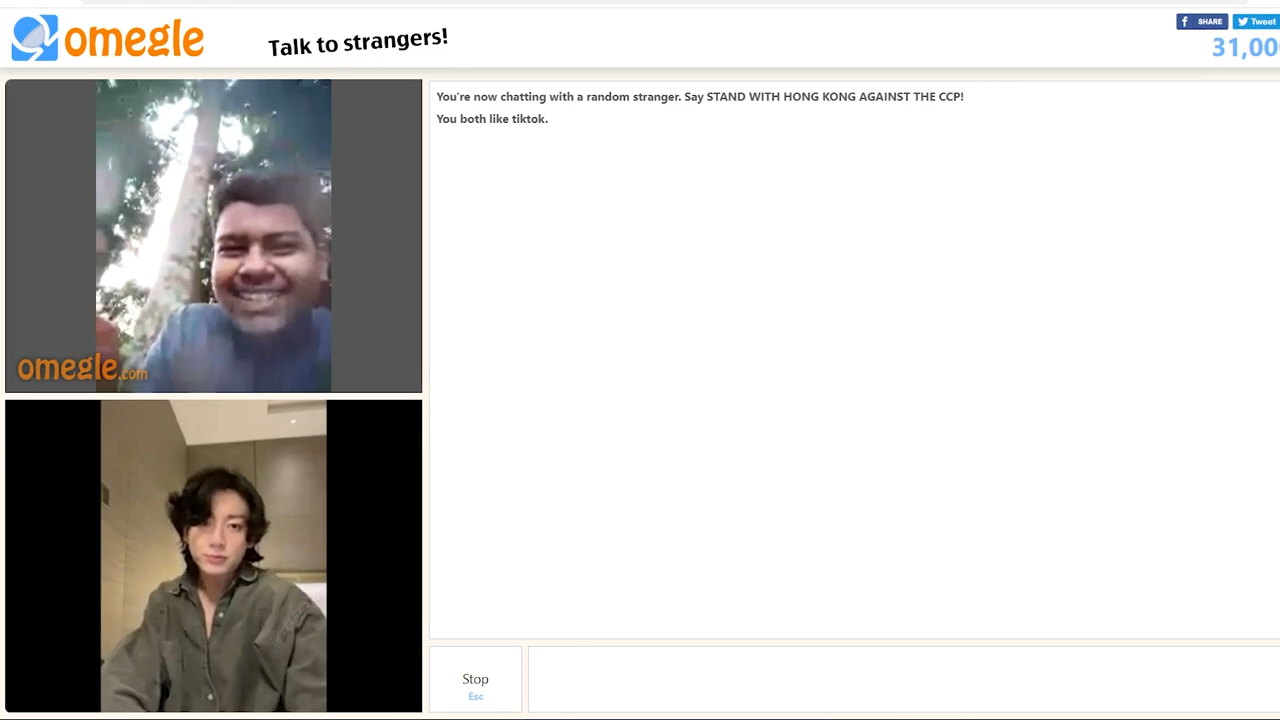 omegle
Talk to strangers!
SHARE
Tweet
31,00
You're now chatting with a random stranger. Say STAND WITH HONG KONG AGAINST THE CCP!
You both like tiktok.
omegle.com
Stop
Esc